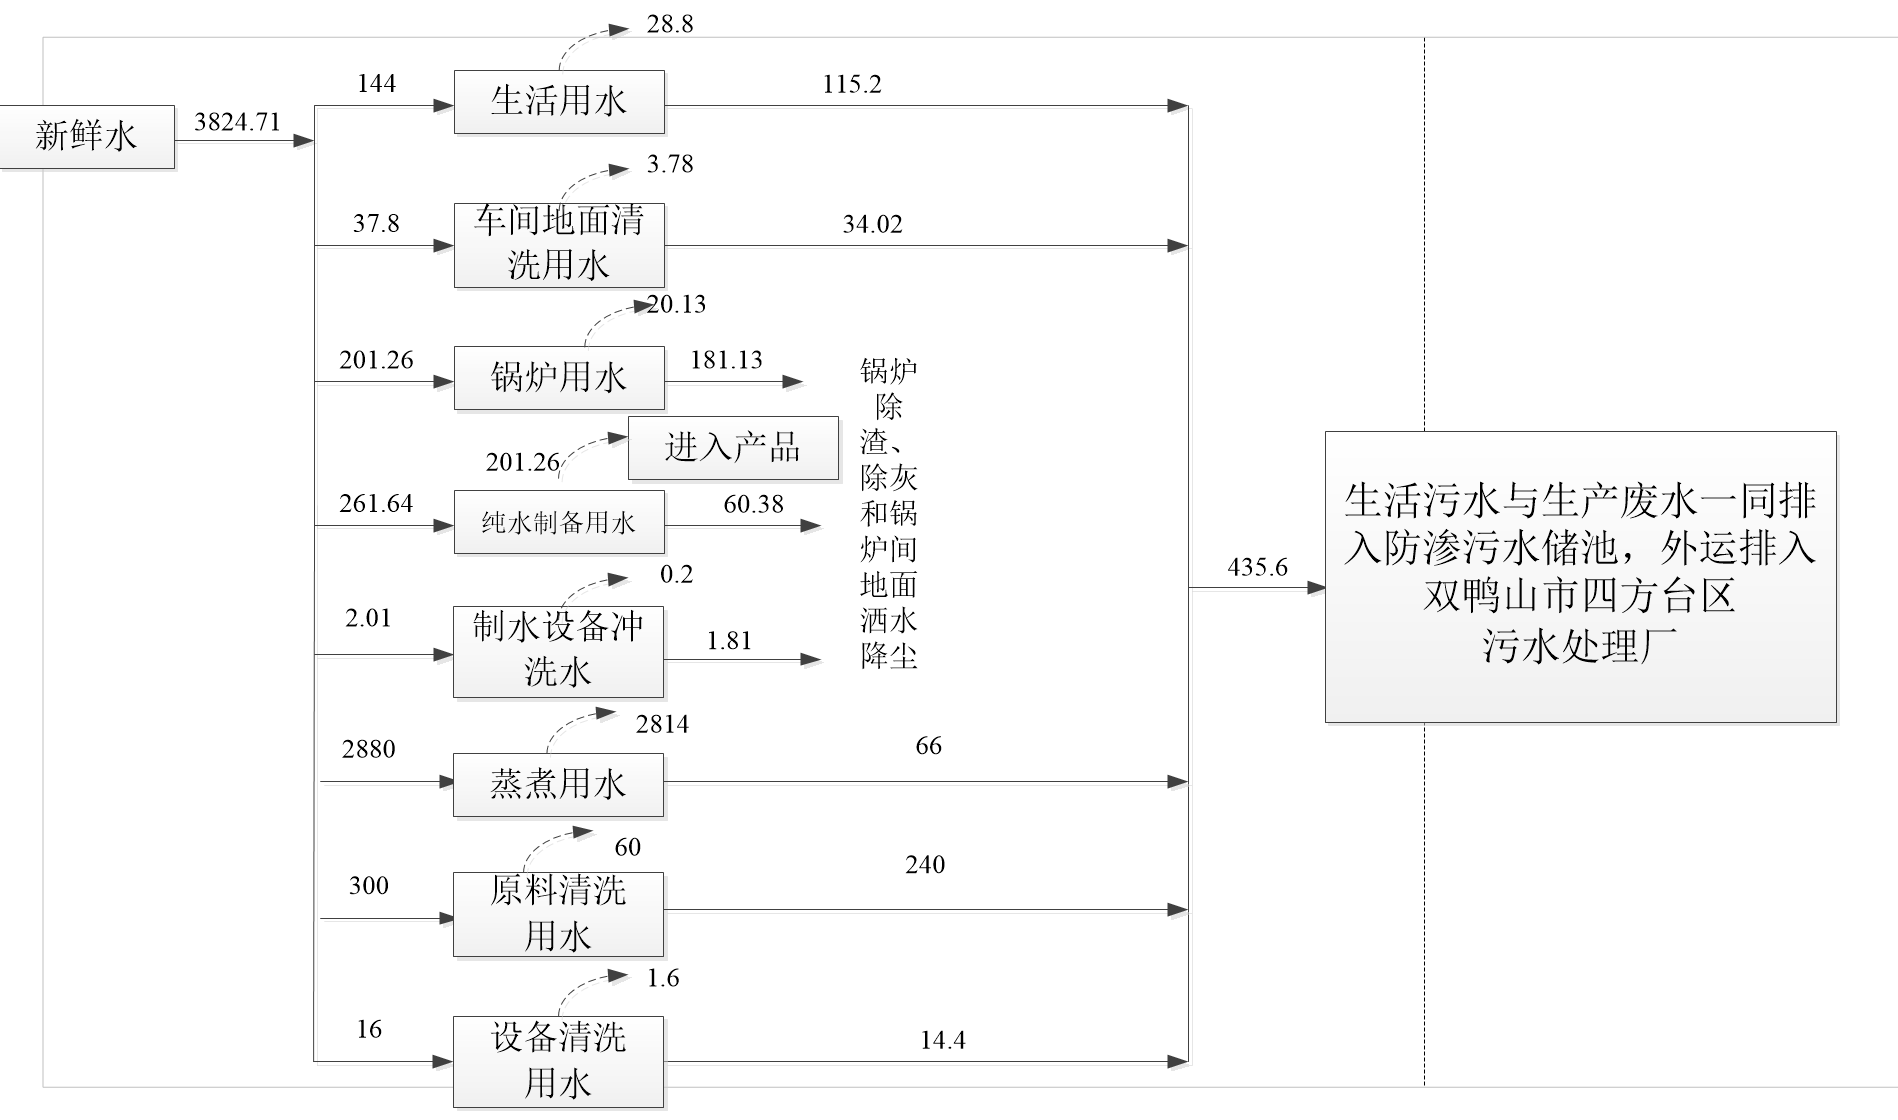 28.8
144
生活用水
115.2
新鲜水
3824.71
3.78
37.8
车间地面清
洗用水
34.02
20.13
201.26
锅炉用水
181.13
进入产品
201.26
261.64
纯水制备用水
60.38
0.2
2.01
制水设备冲
洗水
1.81
锅炉
除
渣、
除灰
和锅
炉间
地面
洒水
降尘
2814
2880
蒸煮用水
66
60
300
原料清洗
用水
240
1.6
16
设备清洗
用水
14.4
435.6
生活污水与生产废水一同排
入防渗污水储池，外运排入
双鸭山市四方台区
污水处理厂